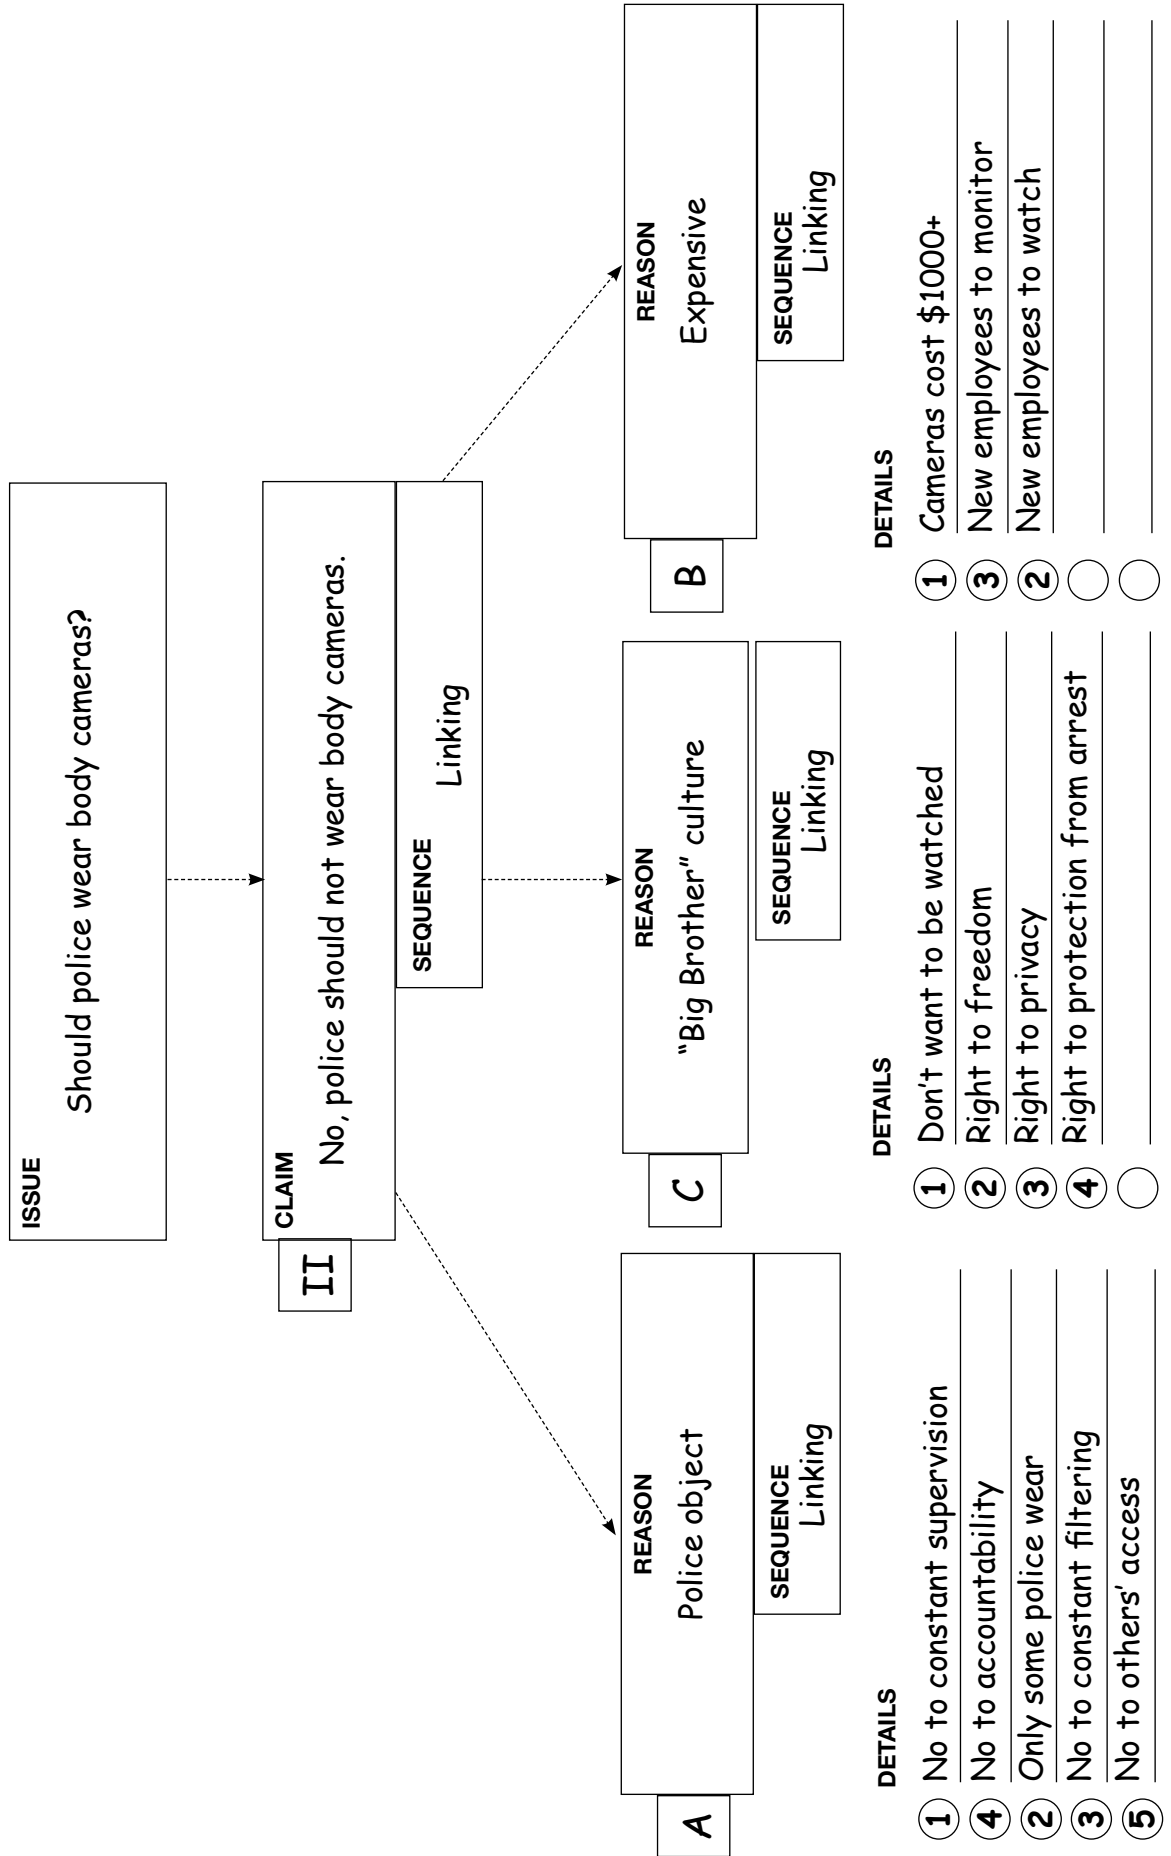 ISSUE
Should police wear body cameras?
II
CLAIM
No, police should not wear body cameras.
SEQUENCE
Linking
A
REASON
Police object
SEQUENCE
Linking
DETAILS
1 No to constant supervision
4 No to accountability
2 Only some police wear
3 No to constant filtering
5 No to others’ access
C
REASON
“Big Brother” culture
SEQUENCE
Linking
DETAILS
1 Don’t want to be watched
2 Right to freedom
3 Right to privacy
4 Right to protection from arrest
B
REASON
Expensive
SEQUENCE
Linking
DETAILS
1 Cameras cost $1000+
3 New employees to monitor
2 New employees to watch